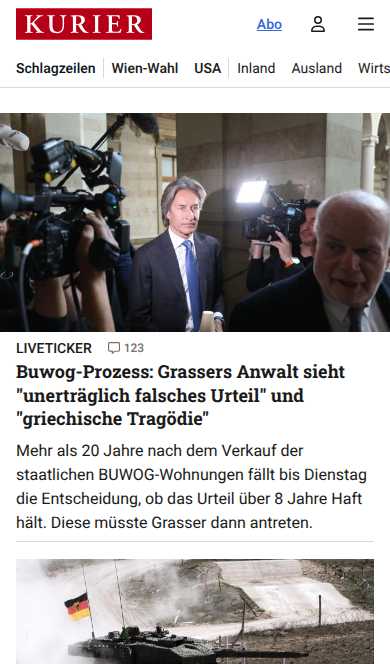 KURIER
Abo
Schlagzeilen Wien-Wahl USA Inland Ausland Wirts
LIVETICKER 123
Buwog-Prozess: Grassers Anwalt sieht
"unerträglich falsches Urteil" und
"griechische Tragödie"
Mehr als 20 Jahre nach dem Verkauf der
staatlichen BUWOG-Wohnungen fällt bis Dienstag
die Entscheidung, ob das Urteil über 8 Jahre Haft
hält. Diese müsste Grasser dann antreten.